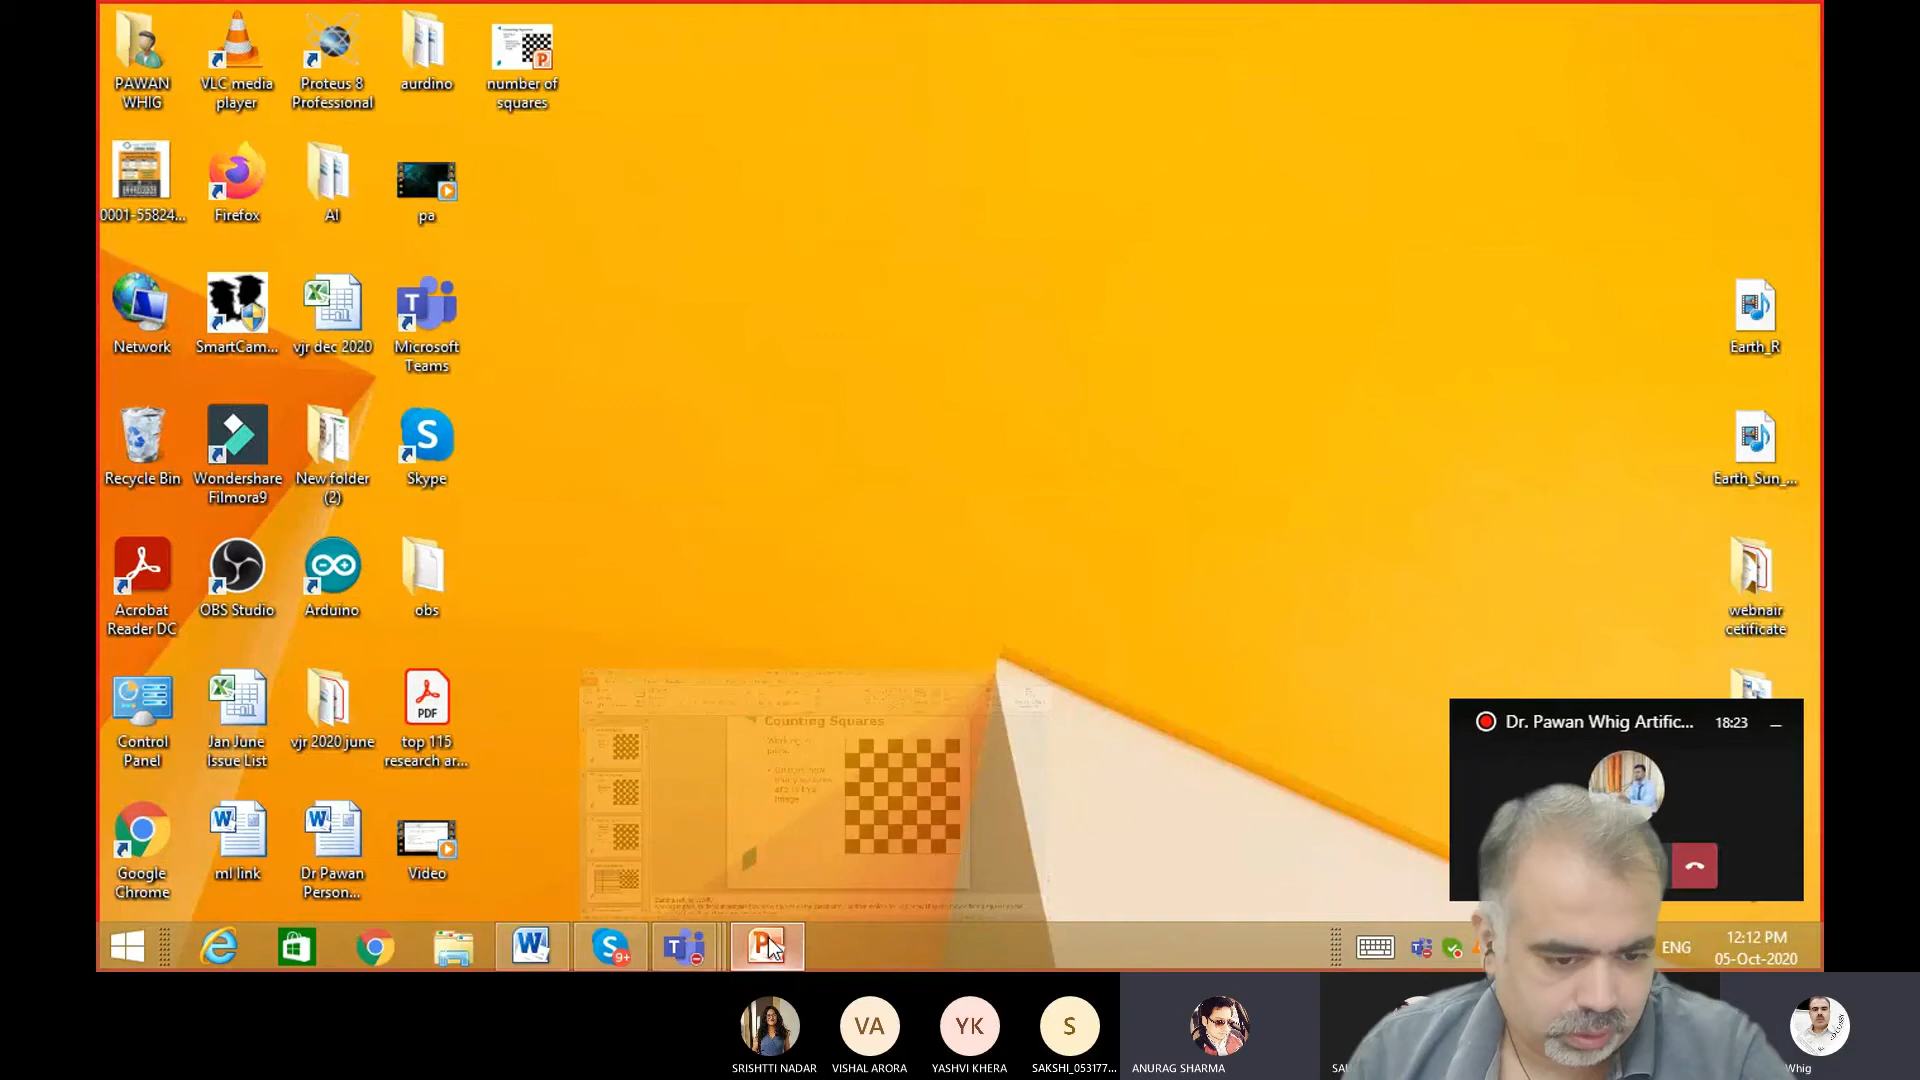 PAWAN
WHIG
VLC media
player
Proteus 8
Professional
aurdino
number of
squares
0001-55824...
Firefox
AI
pa
Network
SmartCam...
vjr dec 2020
Microsoft
Teams
Earth_R
Recycle Bin
Wondershare
Filmora9
New folder
(2)
Skype
Earth_Sun_...
Acrobat
Reader DC
OBS Studio
Arduino
obs
webnair
cetificate
Control
Panel
Jan June
Issue List
vjr 2020 june
PDF
top 115
research ar...
Counting Squares
Dr. Pawan Whig Artific...
18:23
Google
Chrome
ml link
Dr Pawan
Person...
Video
9+
ENG
12:12 PM
05-Oct-2020
VA
YK
S
SRISHTTI NADAR
VISHAL ARORA
YASHVI KHERA
SAKSHI_053177...
ANURAG SHARMA
Whig